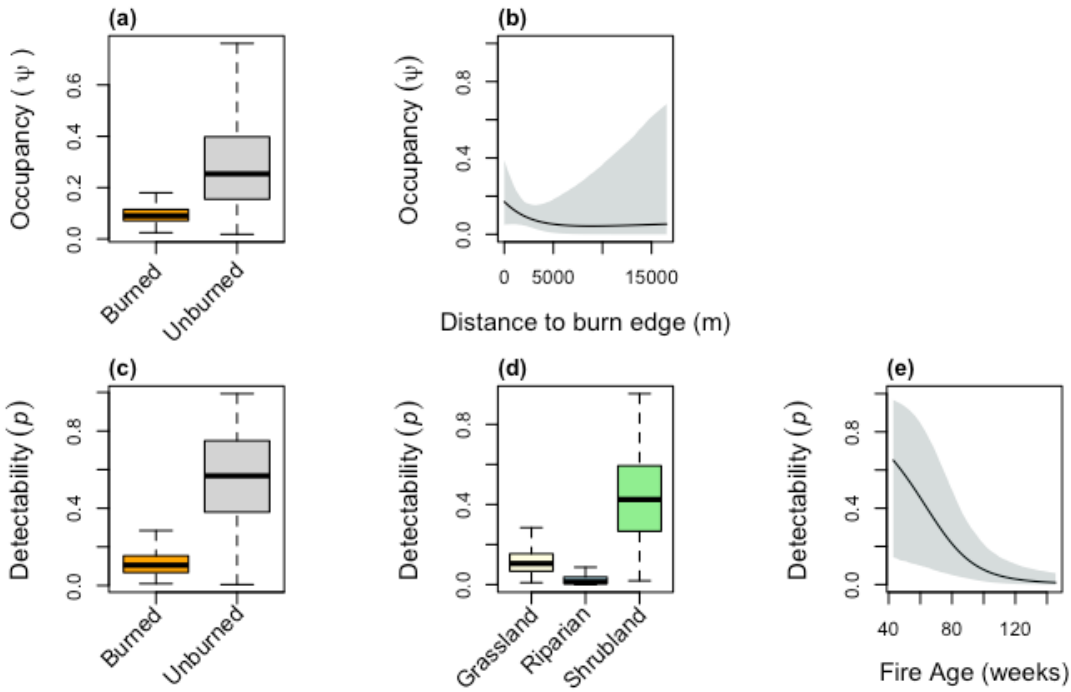 (a)
Occupancy ( ψ )
0.0 0.2 0.4 0.6
Burned
Unburned
(b)
Occupancy (ψ)
0.0 0.4 0.8
0 5000 15000
Distance to burn edge (m)
(c)
Detectability (p)
0.0 0.4 0.8
Burned
Unburned
(d)
Detectability (p)
0.0 0.4 0.8
Grassland
Riparian
Shrubland
(e)
Detectability (p)
0.0 0.4 0.8
40 80 120
Fire Age (weeks)